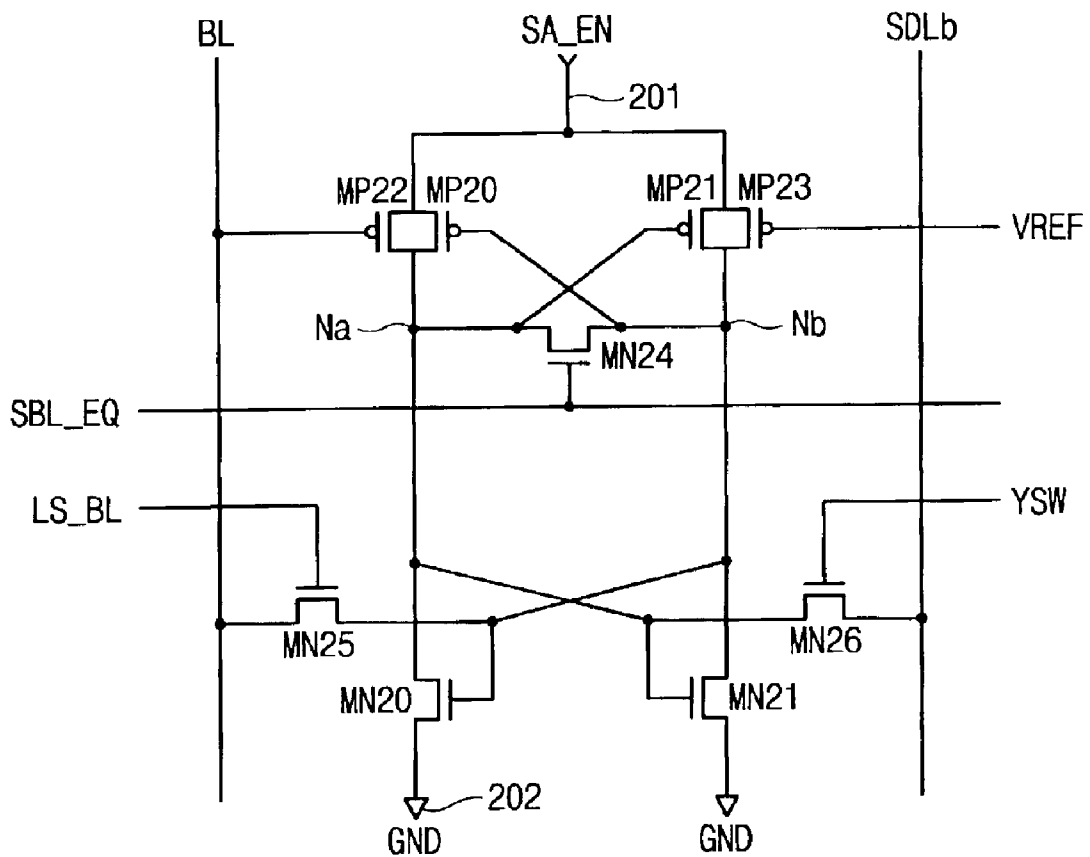 BL SA_EN SDLb
201
MP22 MP20 MP21 MP23
VREF
Na Nb
MN24
SBL_EQ
LS_BL YSW
MN25 MN26
MN20 MN21
202
GND GND